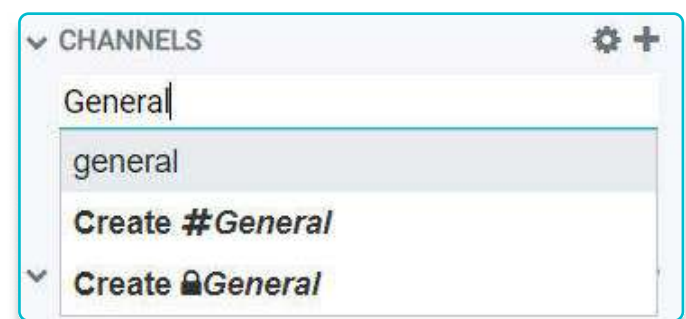 CHANNELS
General
general
Create #General
Create General